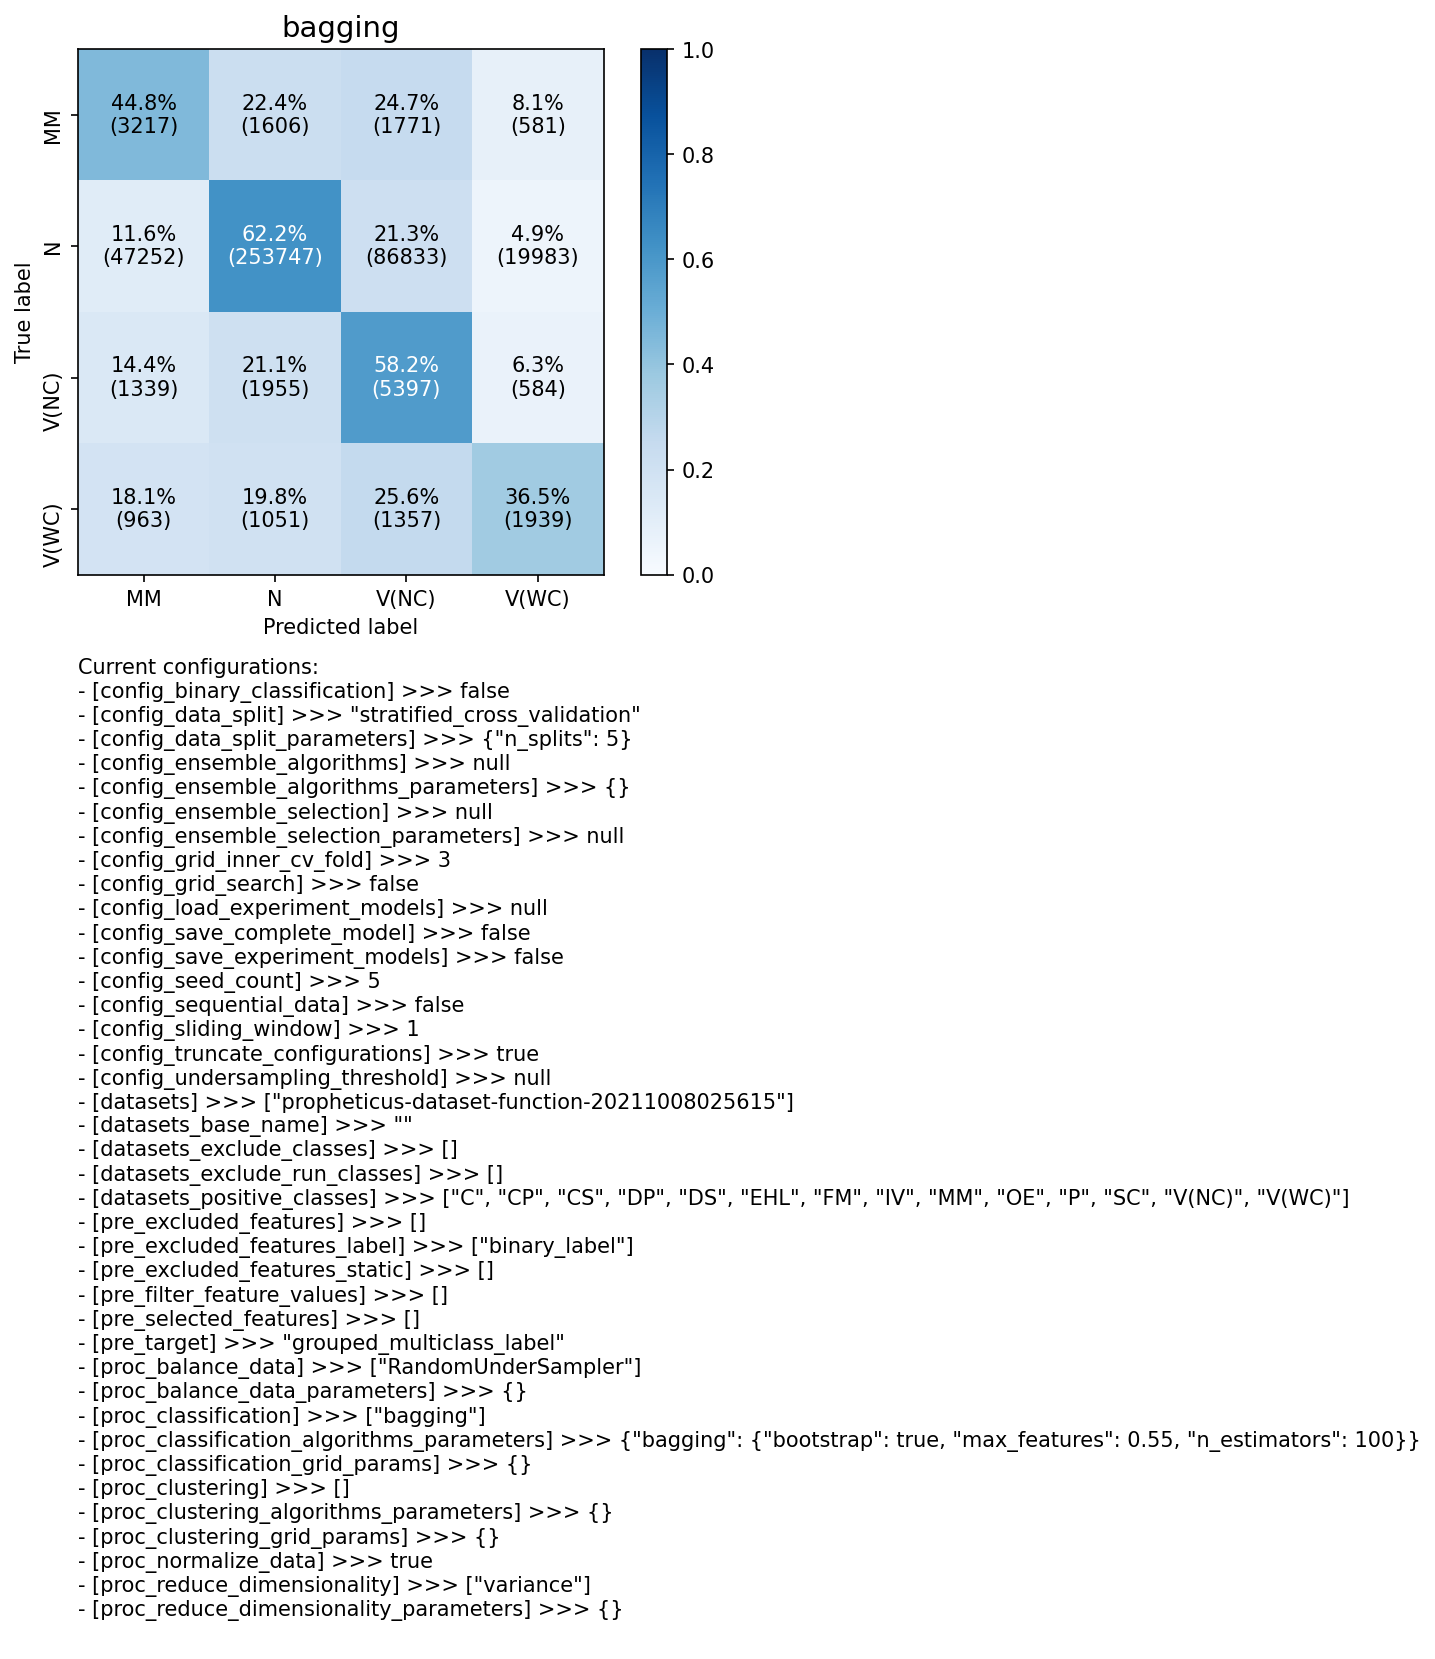 bagging
44.8% 22.4% 24.7% 8.1%
(3217) (1606) (1771) (581)
11.6% 62.2% 21.3% 4.9%
(47252) (253747) (86833) (19983)
14.4% 21.1% 58.2% 6.3%
(1339) (1955) (5397) (584)
18.1% 19.8% 25.6% 36.5%
(963) (1051) (1357) (1939)
True label
MM
N
V(NC)
V(WC)
MM N V(NC) V(WC)
Predicted label
1.0
0.8
0.6
0.4
0.2
0.0
Current configurations:
- [config_binary_classification] >>> false
- [config_data_split] >>> "stratified_cross_validation"
- [config_data_split_parameters] >>> {"n_splits": 5}
- [config_ensemble_algorithms] >>> null
- [config_ensemble_algorithms_parameters] >>> {}
- [config_ensemble_selection] >>> null
- [config_ensemble_selection_parameters] >>> null
- [config_grid_inner_cv_fold] >>> 3
- [config_grid_search] >>> false
- [config_load_experiment_models] >>> null
- [config_save_complete_model] >>> false
- [config_save_experiment_models] >>> false
- [config_seed_count] >>> 5
- [config_sequential_data] >>> false
- [config_sliding_window] >>> 1
- [config_truncate_configurations] >>> true
- [config_undersampling_threshold] >>> null
- [datasets] >>> ["propheticus-dataset-function-20211008025615"]
- [datasets_base_name] >>> ""
- [datasets_exclude_classes] >>> []
- [datasets_exclude_run_classes] >>> []
- [datasets_positive_classes] >>> ["C", "CP", "CS", "DP", "DS", "EHL", "FM", "IV", "MM", "OE", "P", "SC", "V(NC)", "V(WC)"]
- [pre_excluded_features] >>> []
- [pre_excluded_features_label] >>> ["binary_label"]
- [pre_excluded_features_static] >>> []
- [pre_filter_feature_values] >>> []
- [pre_selected_features] >>> []
- [pre_target] >>> "grouped_multiclass_label"
- [proc_balance_data] >>> ["RandomUnderSampler"]
- [proc_balance_data_parameters] >>> {}
- [proc_classification] >>> ["bagging"]
- [proc_classification_algorithms_parameters] >>> {"bagging": {"bootstrap": true, "max_features": 0.55, "n_estimators": 100}}
- [proc_classification_grid_params] >>> {}
- [proc_clustering] >>> []
- [proc_clustering_algorithms_parameters] >>> {}
- [proc_clustering_grid_params] >>> {}
- [proc_normalize_data] >>> true
- [proc_reduce_dimensionality] >>> ["variance"]
- [proc_reduce_dimensionality_parameters] >>> {}